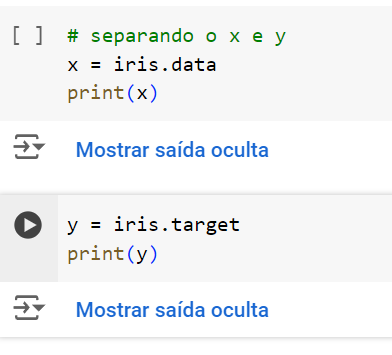 [ ] # separando o x e y
x = iris.data
print(x)
Mostrar saída oculta
y = iris.target
print(y)
Mostrar saída oculta